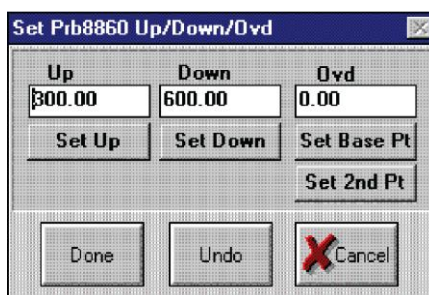 Set Prb8860 Up/Down/Ovd
Up Down Ovd
300.00 600.00 0.00
Set Up Set Down Set Base Pt
Set 2nd Pt
Done Undo Cancel